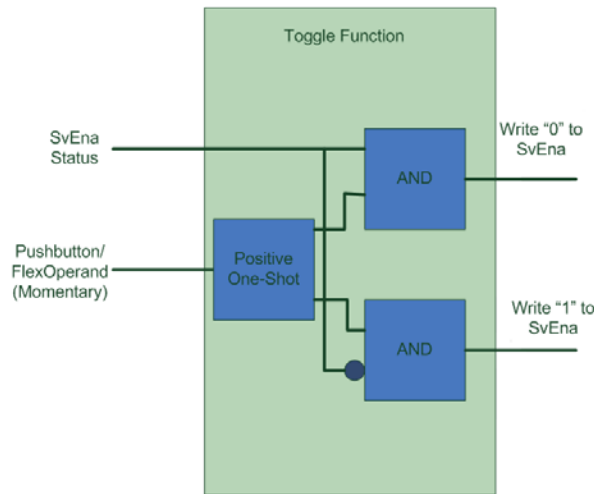 Toggle Function
SvEna
Status
AND
Write “0” to
SvEna
Pushbutton/
FlexOperand
(Momentary)
Positive
One-Shot
AND
Write “1” to
SvEna